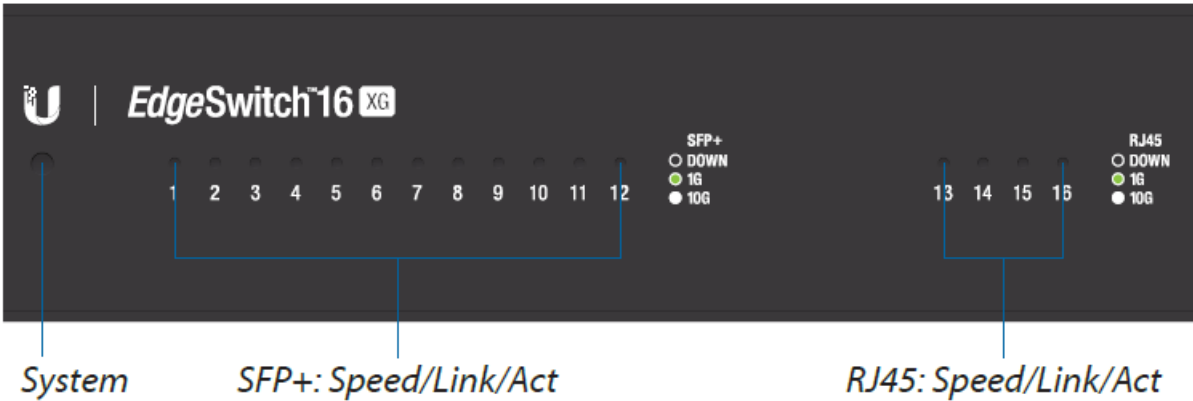 EdgeSwitch™16 XG
SFP+
DOWN
1G
10G
1 2 3 4 5 6 7 8 9 10 11 12
RJ45
DOWN
1G
10G
13 14 15 16
System
SFP+: Speed/Link/Act
RJ45: Speed/Link/Act